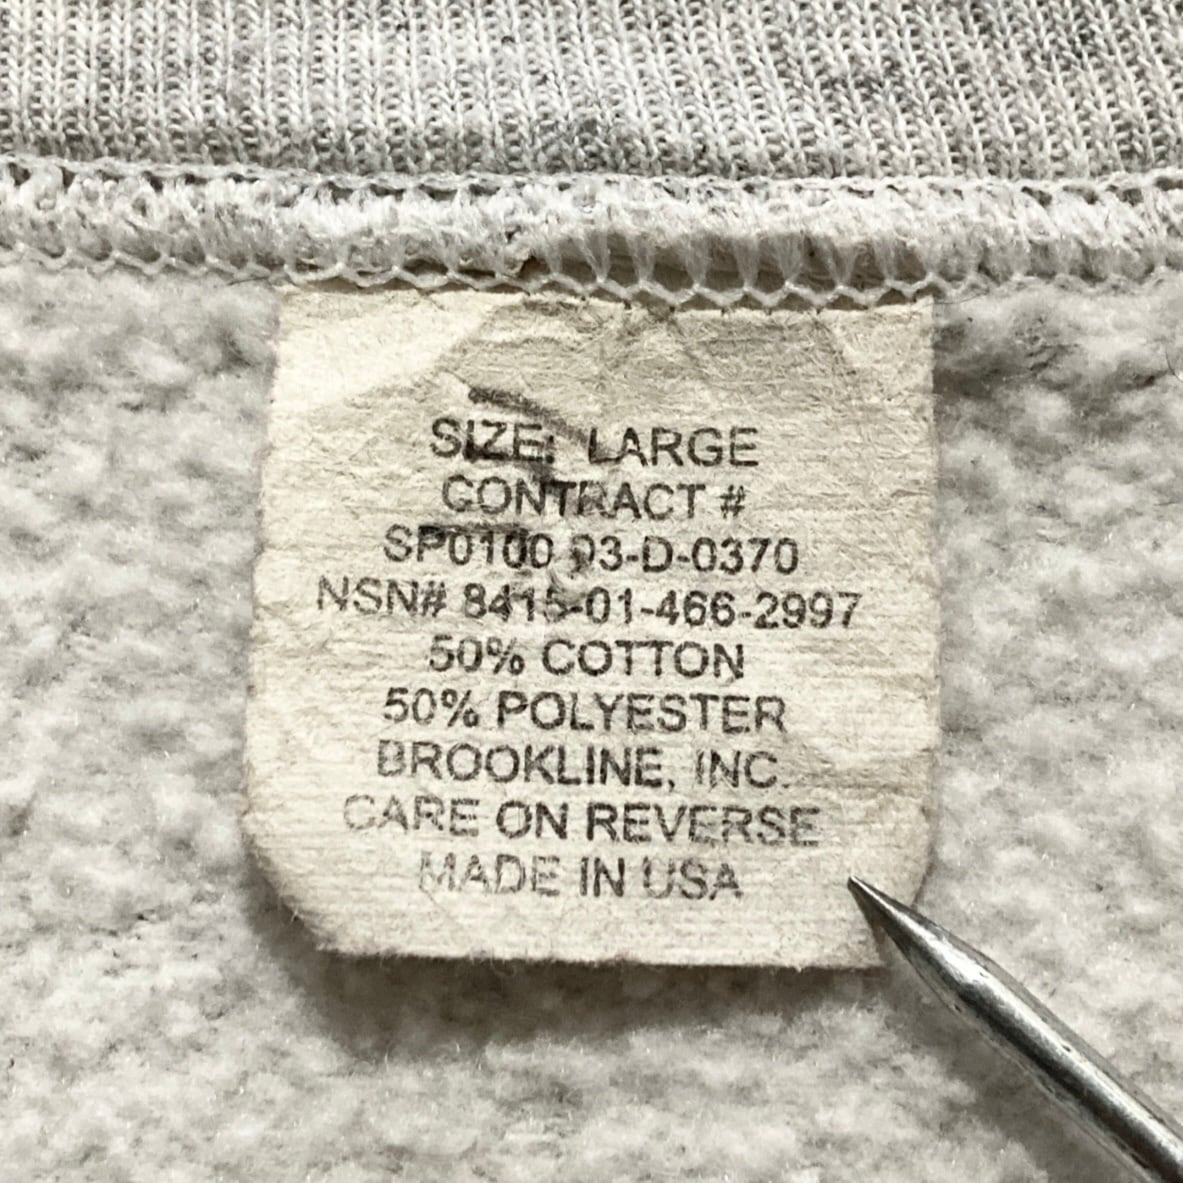 SIZE: LARGE
CONTRACT #
SP0100 93-D-0370
NSN# 8415-01-466-2997
50% COTTON
50% POLYESTER
BROOKLINE, INC.
CARE ON REVERSE
MADE IN USA